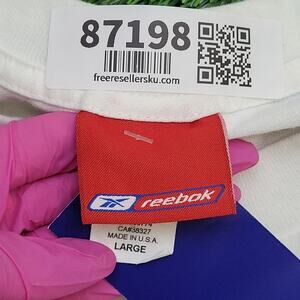 87198
freeresellersku.com
reebok
CA#38327
MADE IN U.S.A.
LARGE